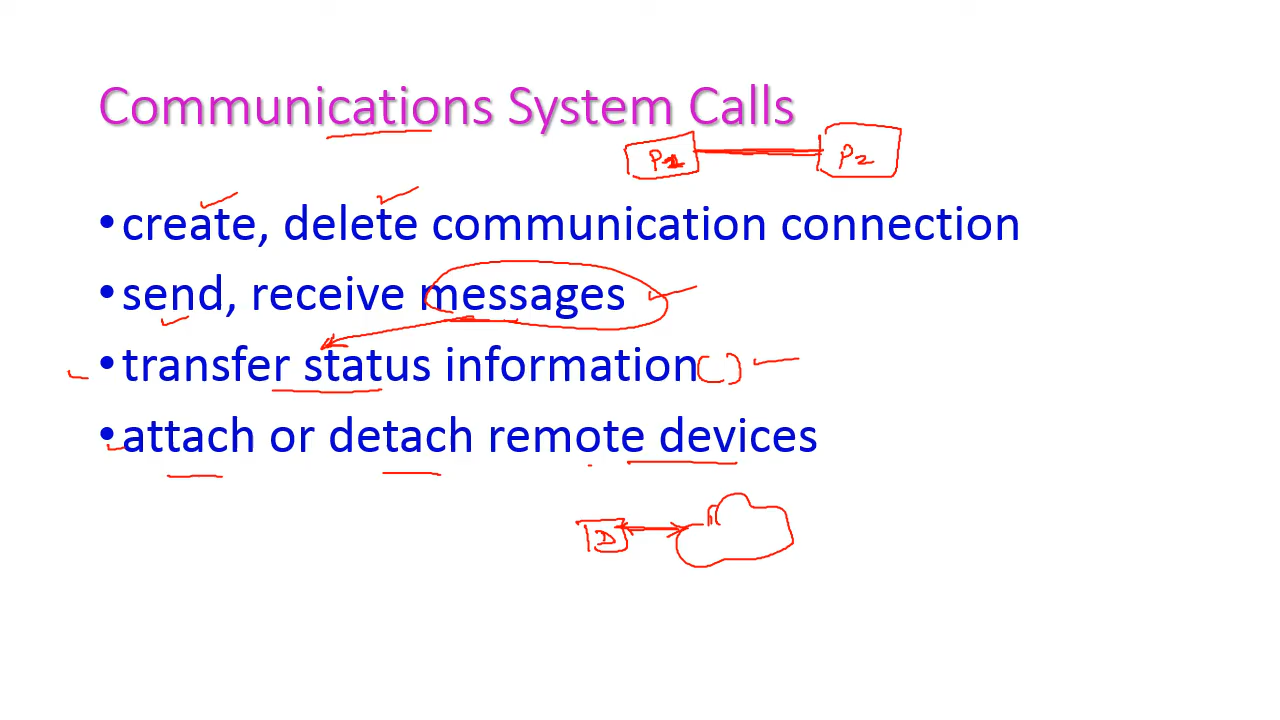 Communications System Calls
P1 P2
•create, delete communication connection
•send, receive messages
•transfer status information()
•attach or detach remote devices
D